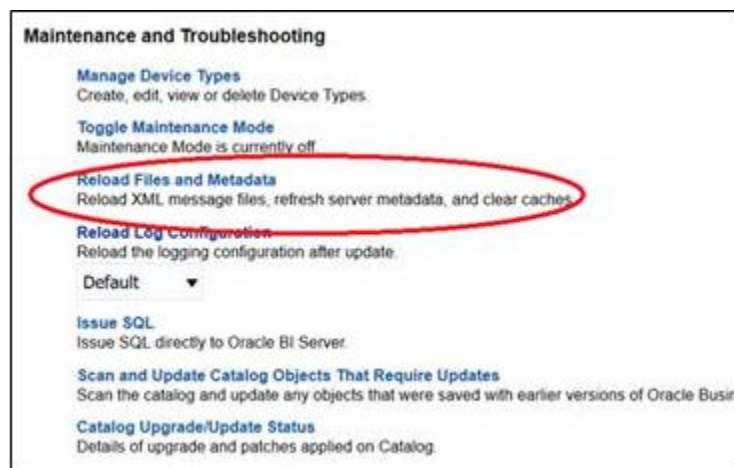 Maintenance and Troubleshooting
Manage Device Types
Create, edit, view or delete Device Types.
Toggle Maintenance Mode
Maintenance Mode is currently off
Reload Files and Metadata
Reload XML message files, refresh server metadata, and clear caches
Reload Log Configuration
Reload the logging configuration after update.
Default
Issue SQL
Issue SQL directly to Oracle BI Server.
Scan and Update Catalog Objects That Require Updates
Scan the catalog and update any objects that were saved with earlier versions of Oracle Busi
Catalog Upgrade/Update Status
Details of upgrade and patches applied on Catalog.